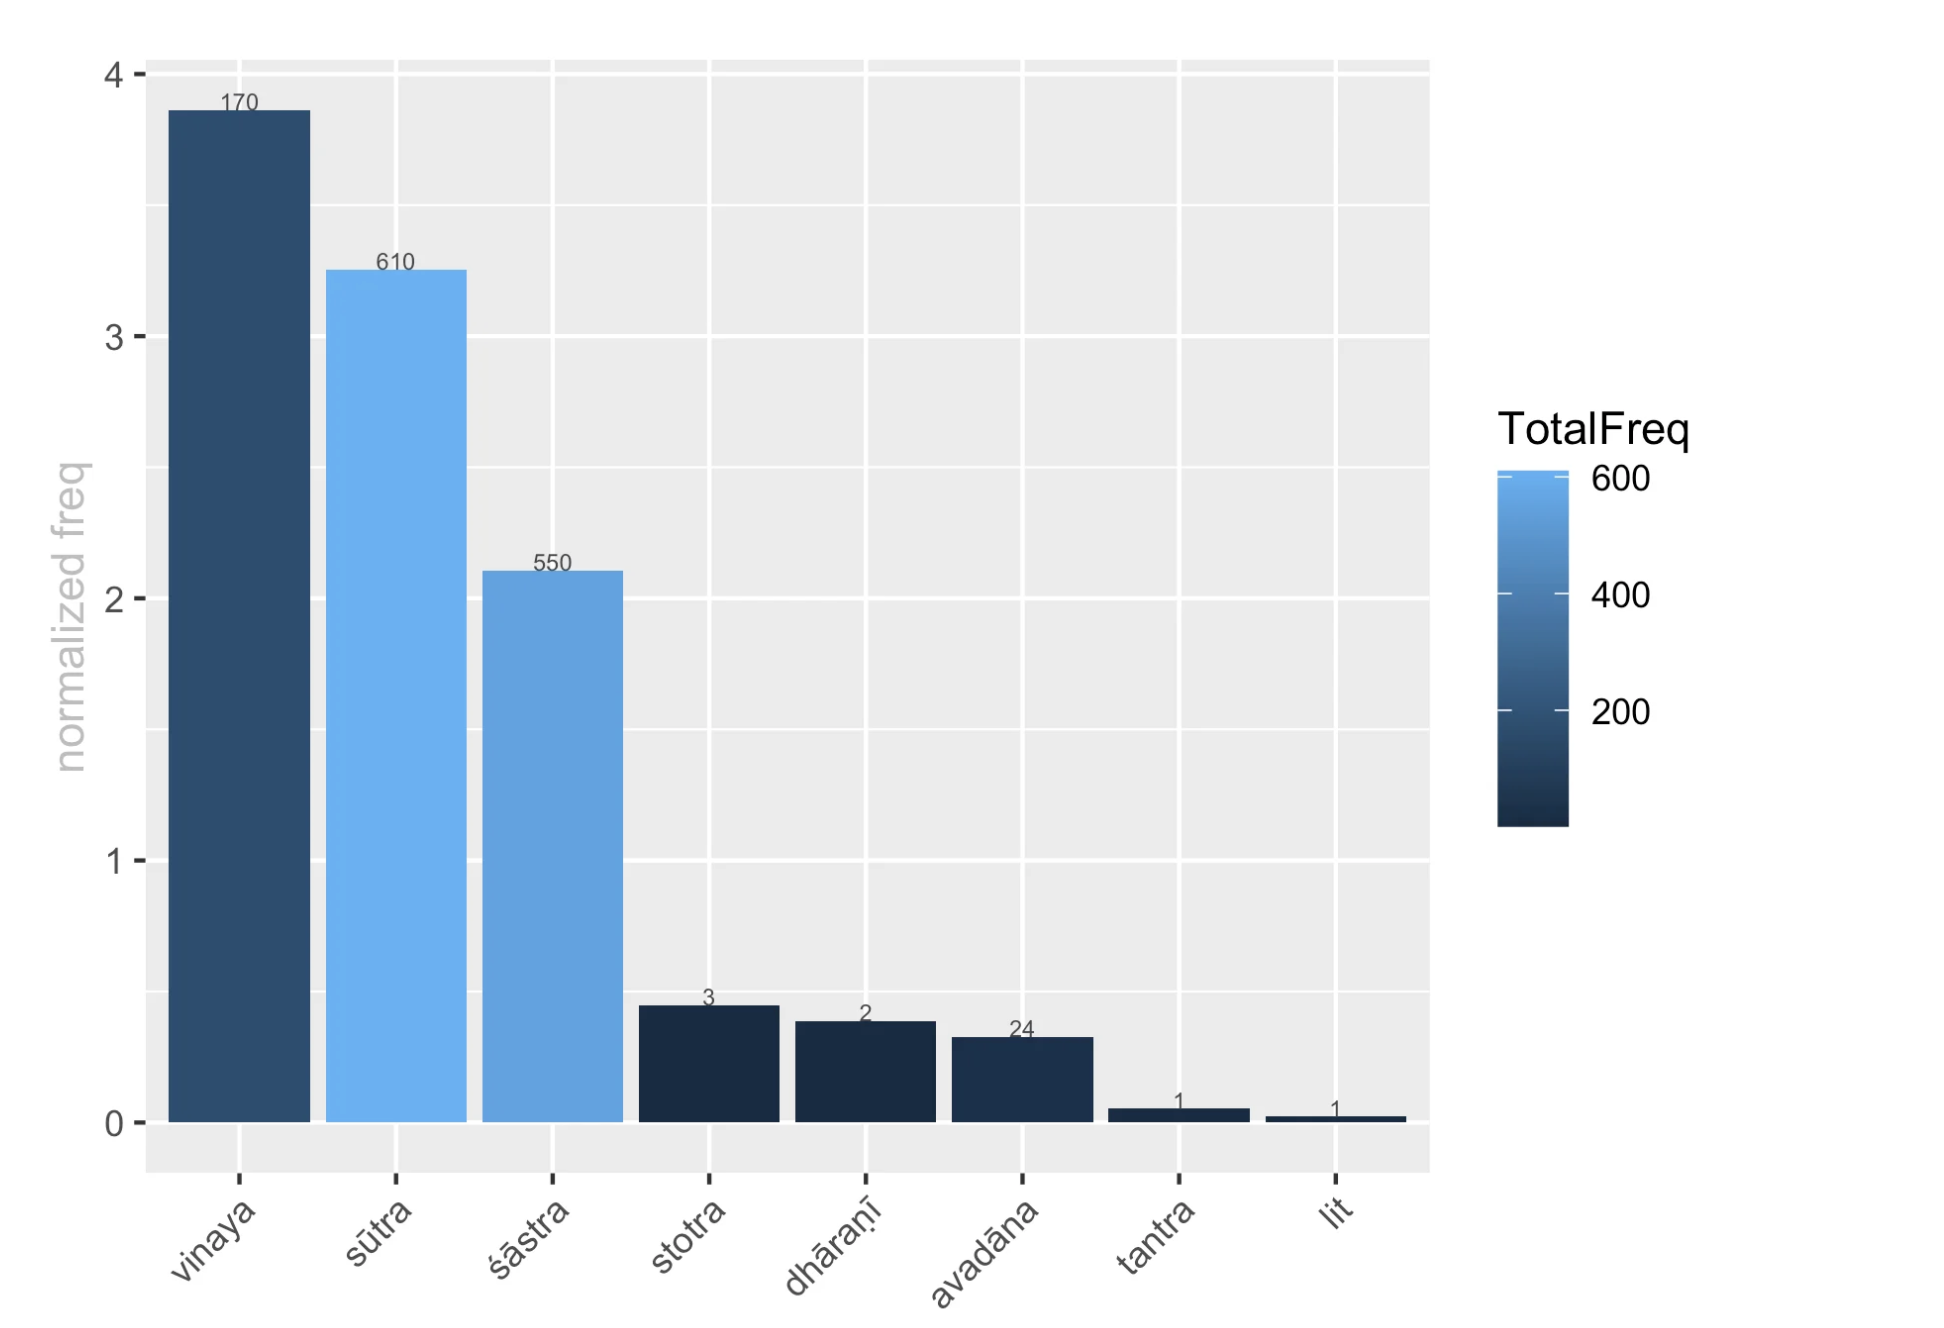 4
3
2
1
0
normalized freq
170
610
550
3
2
24
1
1
vinaya
sūtra
śāstra
stotra
dhāraṇī
avadāna
tantra
lit
TotalFreq
600
400
200